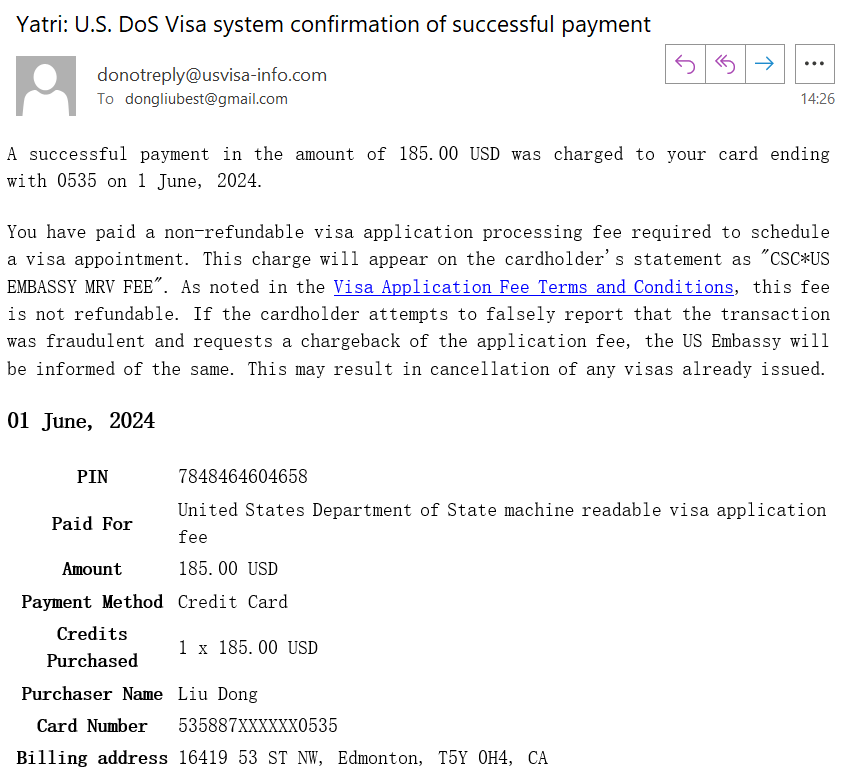 Yatri: U.S. DoS Visa system confirmation of successful payment
donotreply@usvisa-info.com
To dongliubest@gmail.com
14:26
A successful payment in the amount of 185.00 USD was charged to your card ending
with 0535 on 1 June, 2024.
You have paid a non-refundable visa application processing fee required to schedule
a visa appointment. This charge will appear on the cardholder's statement as "CSC*US
EMBASSY MRV FEE". As noted in the Visa Application Fee Terms and Conditions, this fee
is not refundable. If the cardholder attempts to falsely report that the transaction
was fraudulent and requests a chargeback of the application fee, the US Embassy will
be informed of the same. This may result in cancellation of any visas already issued.
01 June, 2024
PIN 7848464604658
Paid For United States Department of State machine readable visa application
fee
Amount 185.00 USD
Payment Method Credit Card
Credits
Purchased 1 x 185.00 USD
Purchaser Name Liu Dong
Card Number 535887XXXXXX0535
Billing address 16419 53 ST NW, Edmonton, T5Y 0H4, CA